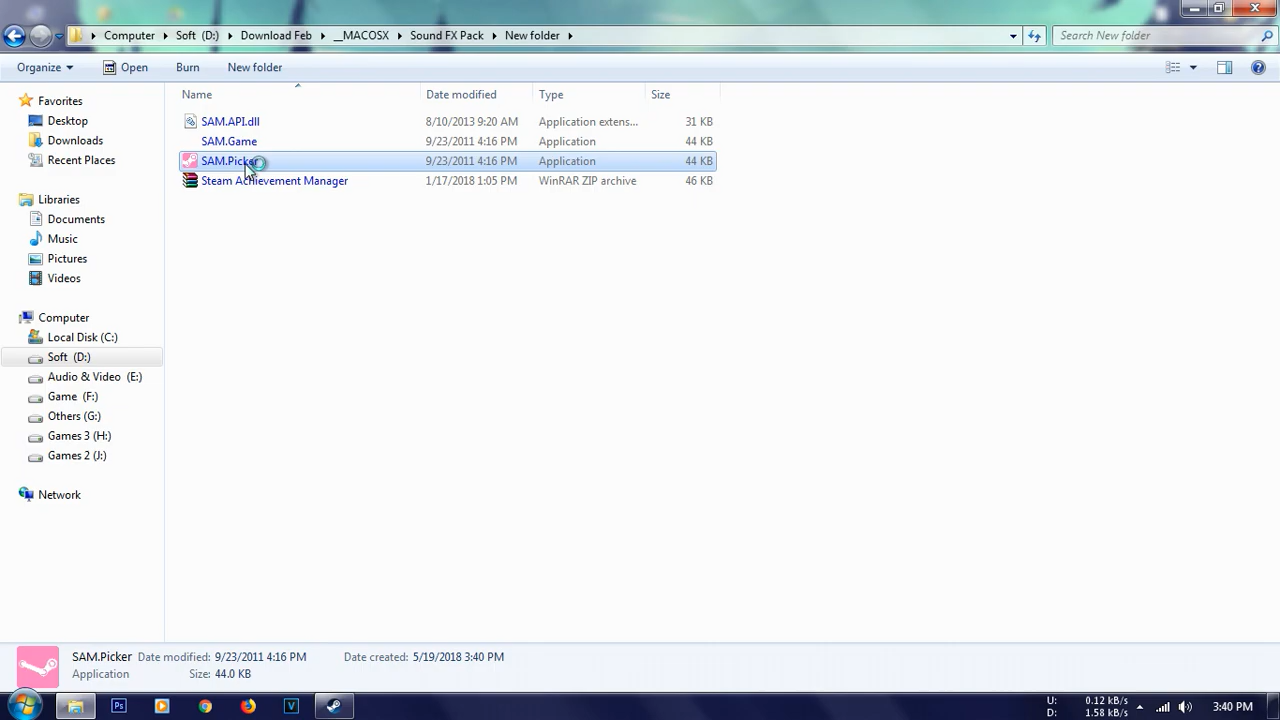 Computer Soft (D:) Download Feb __MACOSX Sound FX Pack New folder
Search New folder
Organize Open Burn New folder
Name Date modified Type Size
SAM.API.dll 8/10/2013 9:20 AM Application extens... 31 KB
SAM.Game 9/23/2011 4:16 PM Application 44 KB
SAM.Picker 9/23/2011 4:16 PM Application 44 KB
Steam Achievement Manager 1/17/2018 1:05 PM WinRAR ZIP archive 46 KB
Favorites
Desktop
Downloads
Recent Places
Libraries
Documents
Music
Pictures
Videos
Computer
Local Disk (C:)
Soft (D:)
Audio & Video (E:)
Game (F:)
Others (G:)
Games 3 (H:)
Games 2 (J:)
Network
SAM.Picker Date modified: 9/23/2011 4:16 PM Date created: 5/19/2018 3:40 PM
Application Size: 44.0 KB
Ps
V
U: 0.12 kB/s
D: 1.58 kB/s
3:40 PM